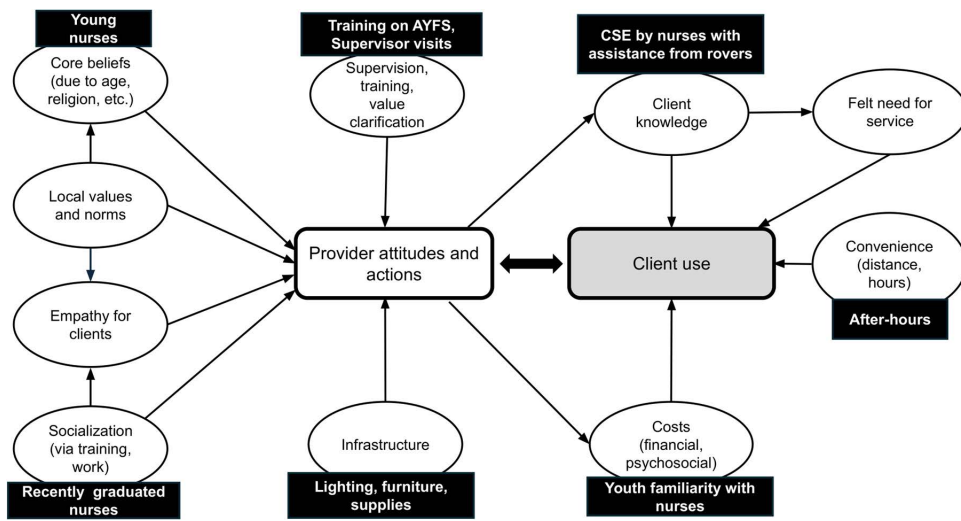 Young
nurses
Core beliefs
(due to age,
religion, etc.)
Local values
and norms
Empathy for
clients
Socialization
(via training,
work)
Recently graduated
nurses
Training on AYFS,
Supervisor visits
Supervision,
training,
value
clarification
Provider attitudes and
actions
Infrastructure
Lighting, furniture,
supplies
CSE by nurses with
assistance from rovers
Client
knowledge
Felt need for
service
Client use
Convenience
(distance,
hours)
After-hours
Costs
(financial,
psychosocial)
Youth familiarity with
nurses